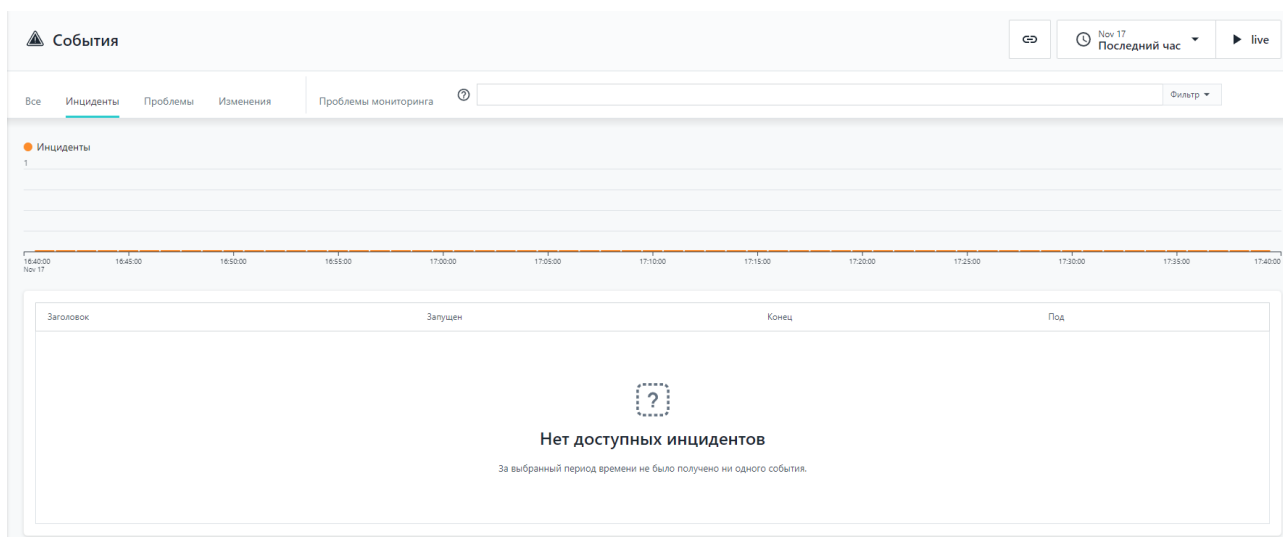 События
Nov 17
Последний час
live
Все Инциденты Проблемы Изменения Проблемы мониторинга ? Фильтр
Инциденты
1
16:40:00 16:45:00 16:50:00 16:55:00 17:00:00 17:05:00 17:10:00 17:15:00 17:20:00 17:25:00 17:30:00 17:35:00 17:40:00
Nov 17
Заголовок Запущен Конец Под
?
Нет доступных инцидентов
За выбранный период времени не было получено ни одного события.